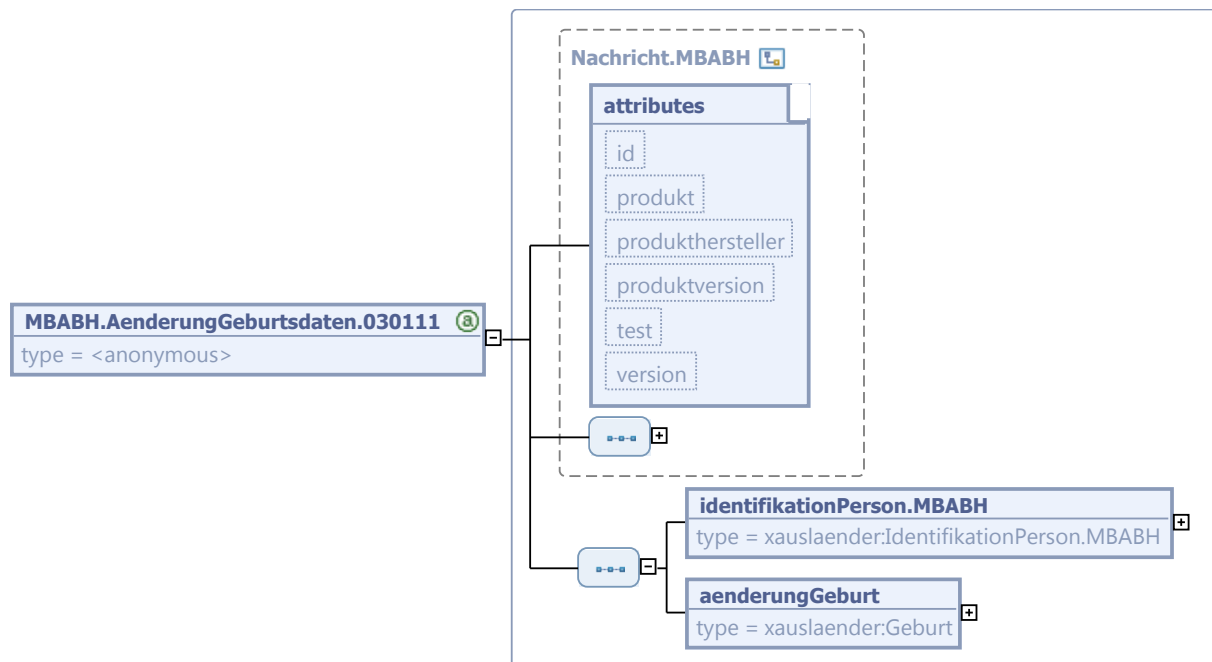 Nachricht.MBABH
attributes
id
produkt
produkthersteller
produktversion
test
version
MBABH.AenderungGeburtsdaten.030111
type = <anonymous>
identifikationPerson.MBABH
type = xauslaender:IdentifikationPerson.MBABH
aenderungGeburt
type = xauslaender:Geburt